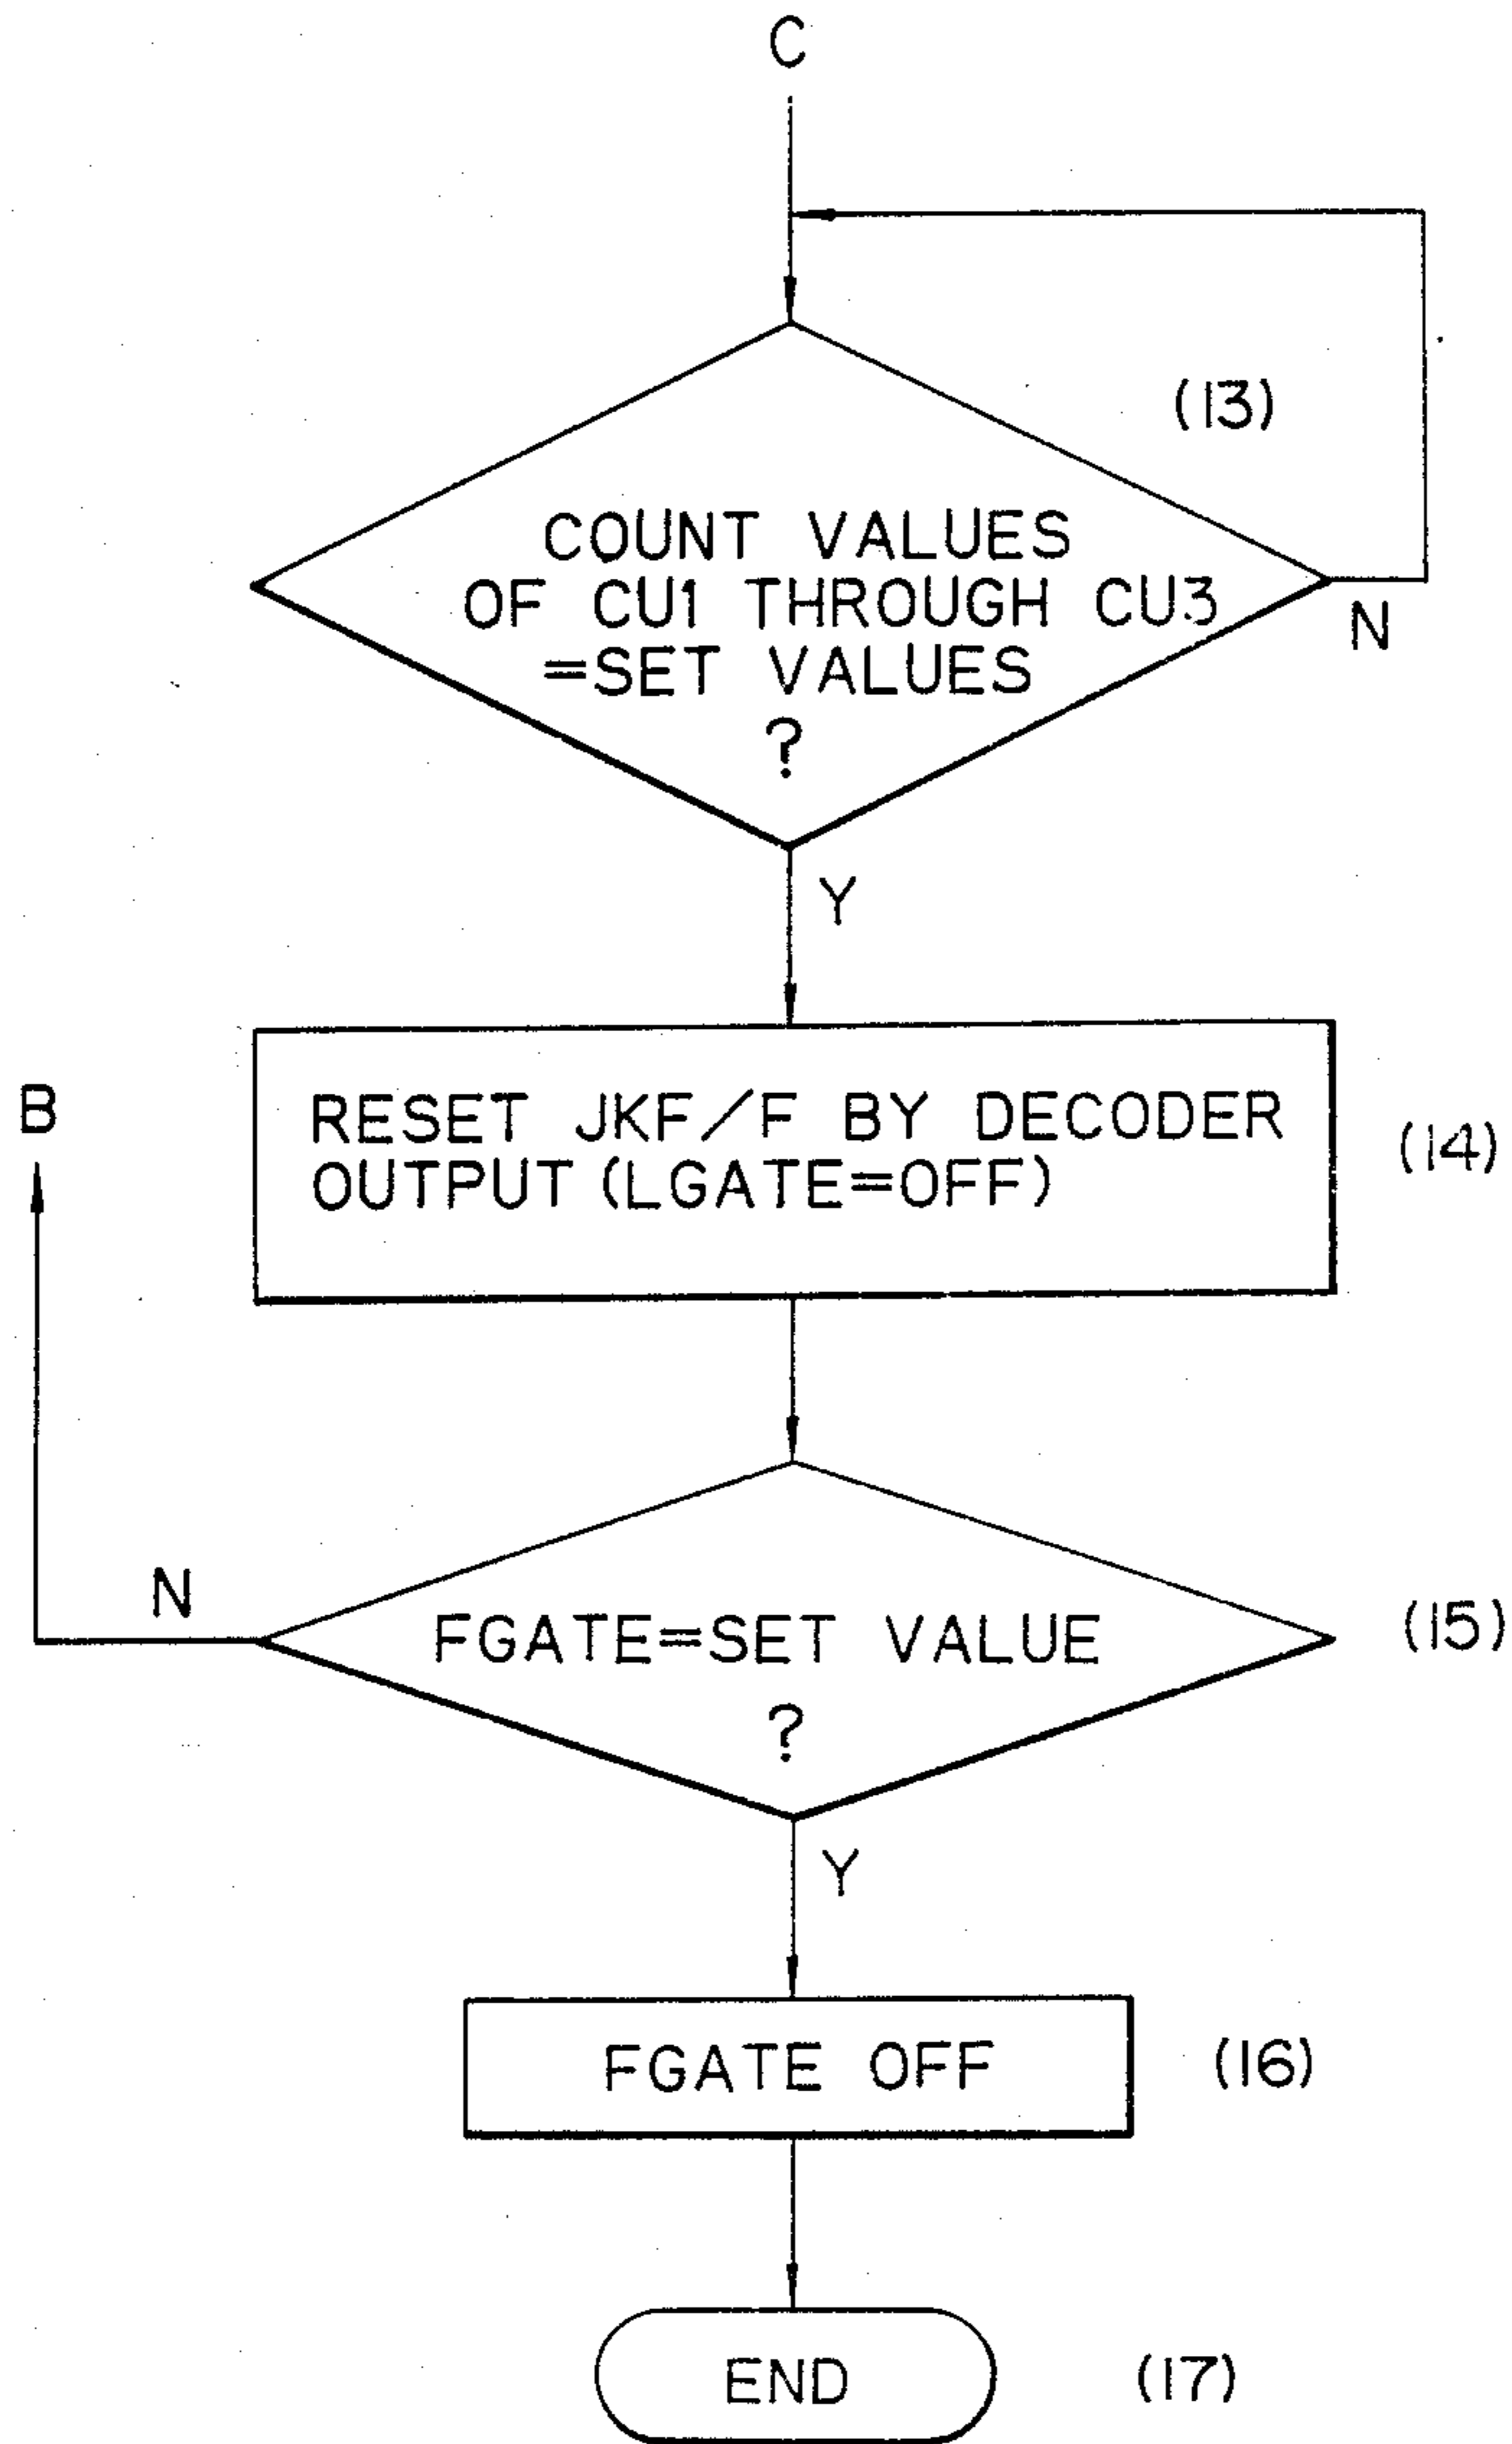 C
(13)
COUNT VALUES
OF CU1 THROUGH CU3
=SET VALUES
?
N
Y
B
RESET JKF/F BY DECODER
OUTPUT (LGATE=OFF)
(14)
N
FGATE=SET VALUE
?
(15)
Y
FGATE OFF
(16)
END
(17)